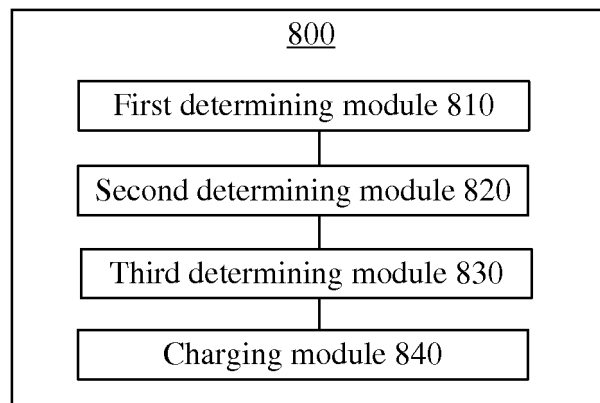 800
First determining module 810
Second determining module 820
Third determining module 830
Charging module 840